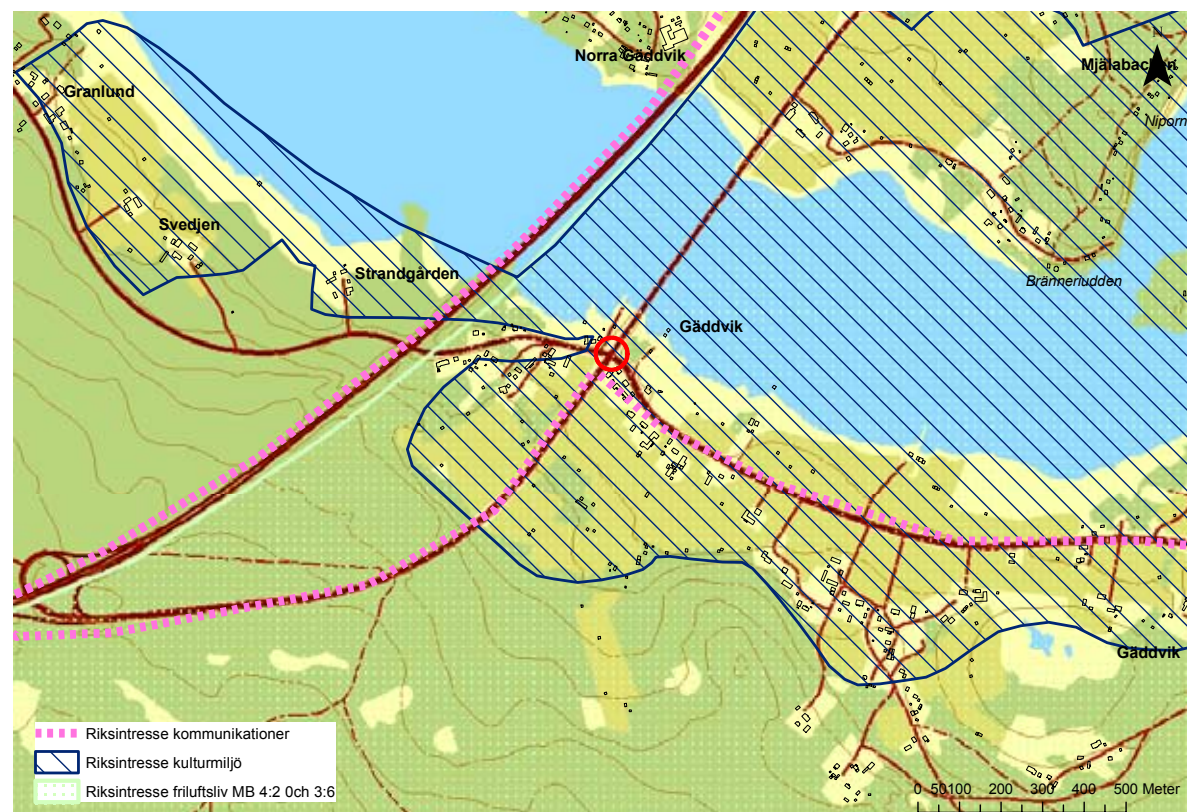 Norra Gäddvik
N
Mjälabacken
Granlund
Niporn
Svedjen
Strandgården
Brännerıudden
Gäddvik
Gäddvik
Riksintresse kommunikationer
Riksintresse kulturmiljö
Riksintresse friluftsliv MB 4:2 0ch 3:6
0 50100 200 300 400 500 Meter